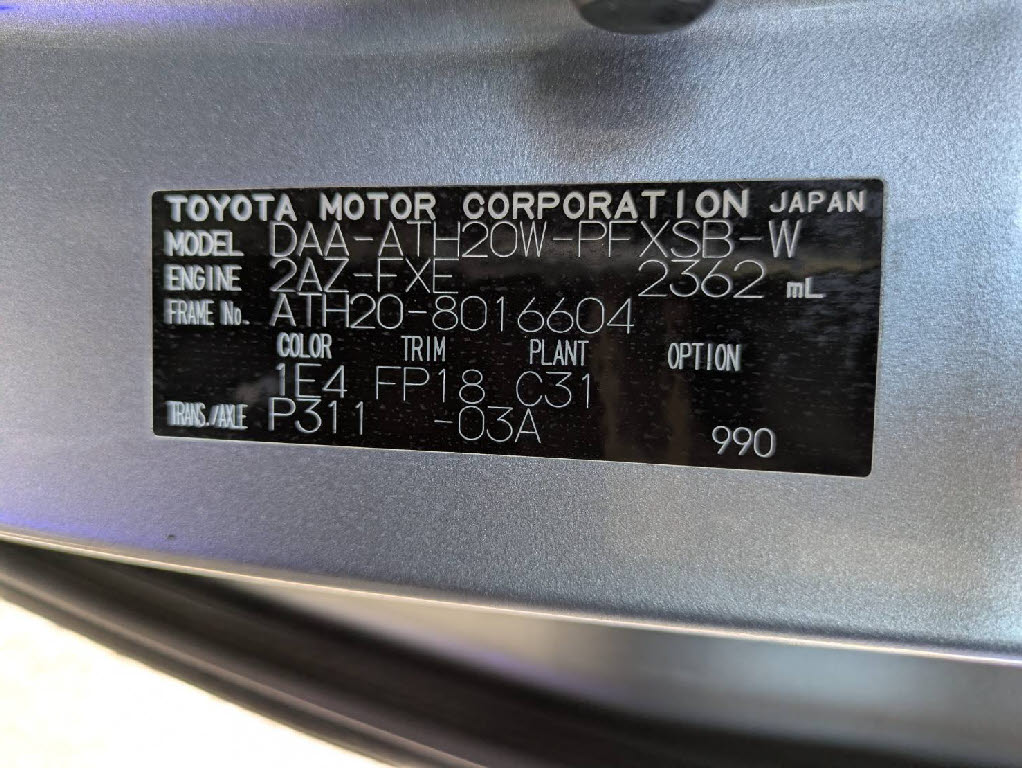 TOYOTA MOTOR CORPORATION JAPAN
MODEL DAA-ATH20W-PFXSB-W
ENGINE 2AZ-FXE 2362 mL
FRAME No. ATH20-8016604
COLOR TRIM PLANT OPTION
1E4 FP18 C31
TRANS./AXLE P311 -03A 990